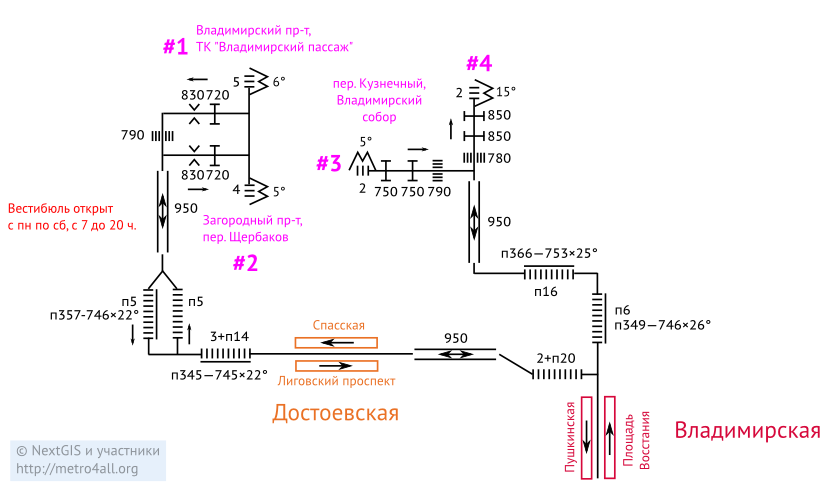 #1
Владимирский пр-т,
ТК "Владимирский пассаж"
5
6°
830 720
790
830 720
4
5°
950
Вестибюль открыт
с пн по сб, с 7 до 20 ч.
Загородный пр-т,
пер. Щербаков
#2
пер. Кузнечный,
Владимирский
собор
#3
5°
2
750
750
790
#4
2
15°
850
850
780
950
п366—753×25°
п16
п6
п349—746×26°
п5
п5
п357-746×22°
3+п14
п345—745×22°
Спасская
Лиговский проспект
Достоевская
950
2+п20
Пушкинская
Площадь
Восстания
Владимирская
© NextGIS и участники
http://metro4all.org